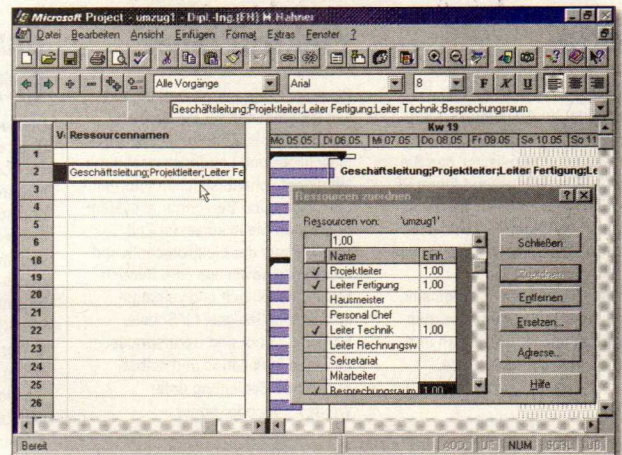 Microsoft Project - umzug1 - Dipl.-Ing.(FH) M.Hahner
Datei Bearbeiten Ansicht Einfügen Format Extras Fenster ?
Alle Vorgänge Arial 8 F K U
Geschäftsleitung;Projektleiter;Leiter Fertigung;Leiter Technik;Besprechungsraum
Kw 19
V Ressourcennamen Mo 05.05. Di 06.05. Mi 07.05. Do 08.05. Fr 09.05. Sa 10.05. So 11
1
2 Geschäftsleitung;Projektleiter;Leiter Fe Geschäftsleitung;Projektleiter;Leiter Fertigung;Le
3
4
5
6
18
19
20
21
22
23
24
25
26
Ressourcen zuordnen
Ressourcen von: 'umzug1'
1,00 Schließen
Name Einh.
Projektleiter 1,00 Zuordnen
Leiter Fertigung 1,00
Hausmeister Entfernen
Personal Chef
Leiter Technik 1,00 Ersetzen...
Leiter Rechnungsw
Sekretariat Adresse...
Mitarbeiter
Besprechungsraum 1,00 Hilfe
Bereit NUM